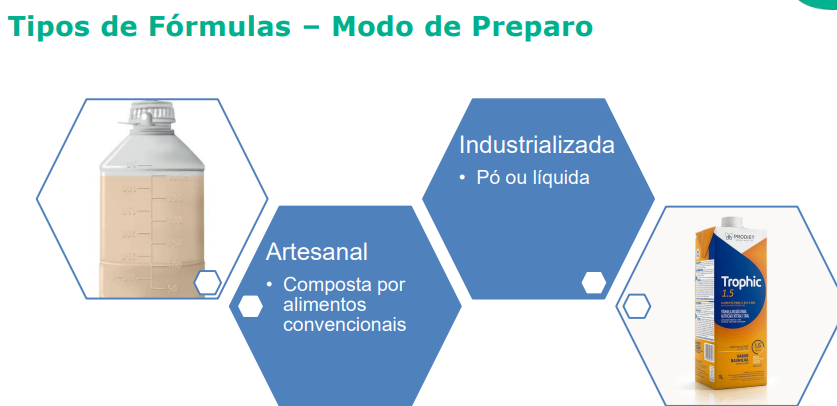 Tipos de Fórmulas – Modo de Preparo
Industrializada
• Pó ou líquida
Artesanal
• Composta por
alimentos
convencionais
PRODIET
Trophic
1.5
50